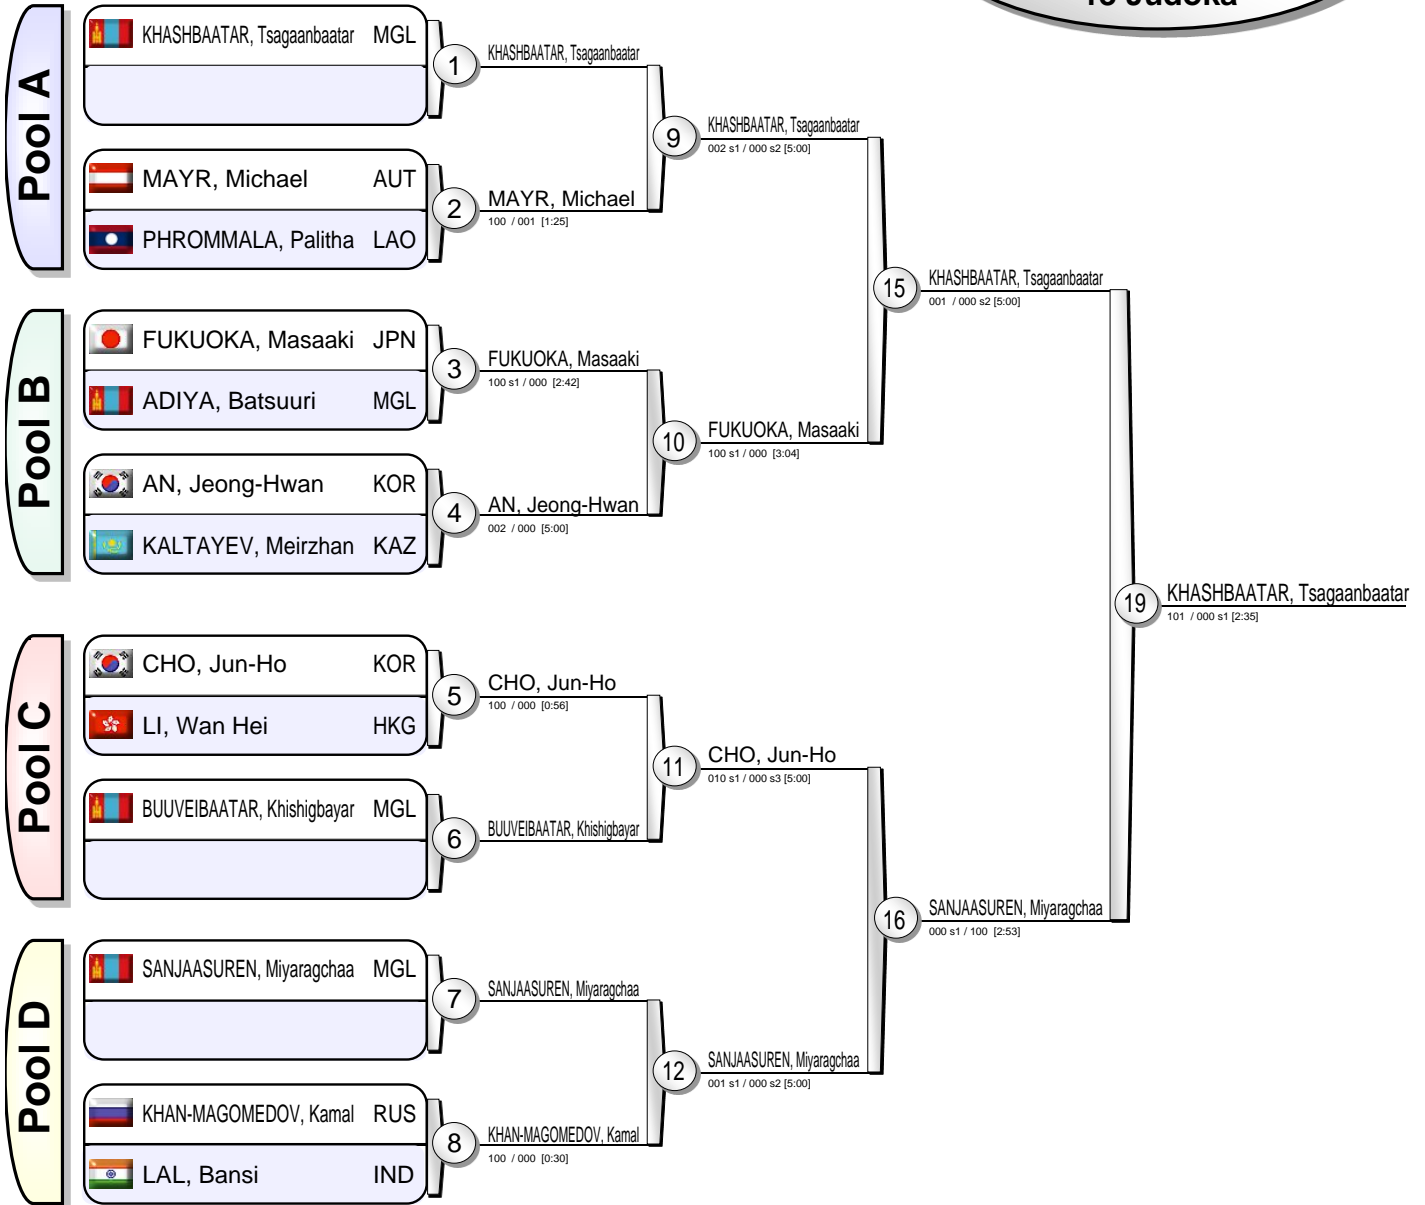 Pool A
KHASHBAATAR, Tsagaanbaatar MGL
1
KHASHBAATAR, Tsagaanbaatar
MAYR, Michael AUT
PHROMMALA, Palitha LAO
2
MAYR, Michael
100 / 001 [1:25]
9
KHASHBAATAR, Tsagaanbaatar
002 s1 / 000 s2 [5:00]
Pool B
FUKUOKA, Masaaki JPN
ADIYA, Batsuuri MGL
3
FUKUOKA, Masaaki
100 s1 / 000 [2:42]
AN, Jeong-Hwan KOR
KALTAYEV, Meirzhan KAZ
4
AN, Jeong-Hwan
002 / 000 [5:00]
10
FUKUOKA, Masaaki
100 s1 / 000 [3:04]
15
KHASHBAATAR, Tsagaanbaatar
001 / 000 s2 [5:00]
Pool C
CHO, Jun-Ho KOR
LI, Wan Hei HKG
5
CHO, Jun-Ho
100 / 000 [0:56]
BUUVEIBAATAR, Khishigbayar MGL
6
BUUVEIBAATAR, Khishigbayar
11
CHO, Jun-Ho
010 s1 / 000 s3 [5:00]
Pool D
SANJAASUREN, Miyaragchaa MGL
7
SANJAASUREN, Miyaragchaa
KHAN-MAGOMEDOV, Kamal RUS
LAL, Bansi IND
8
KHAN-MAGOMEDOV, Kamal
100 / 000 [0:30]
12
SANJAASUREN, Miyaragchaa
001 s1 / 000 s2 [5:00]
16
SANJAASUREN, Miyaragchaa
000 s1 / 100 [2:53]
19
KHASHBAATAR, Tsagaanbaatar
101 / 000 s1 [2:35]